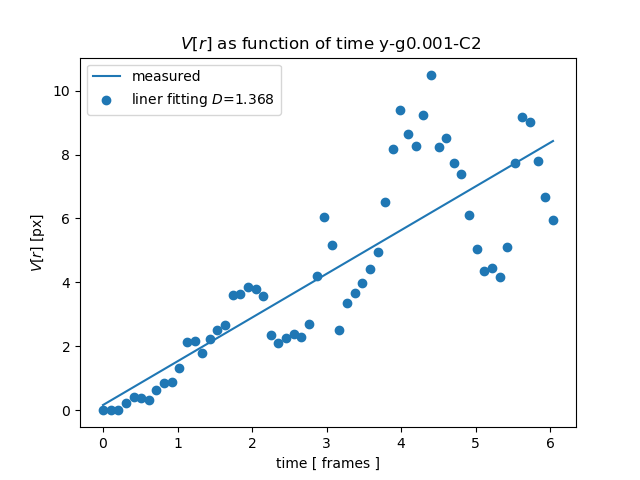 V[r] as function of time y-g0.001-C2
measured
liner fitting D=1.368
10
8
6
4
2
0
V[r] [px]
0 1 2 3 4 5 6
time [ frames ]